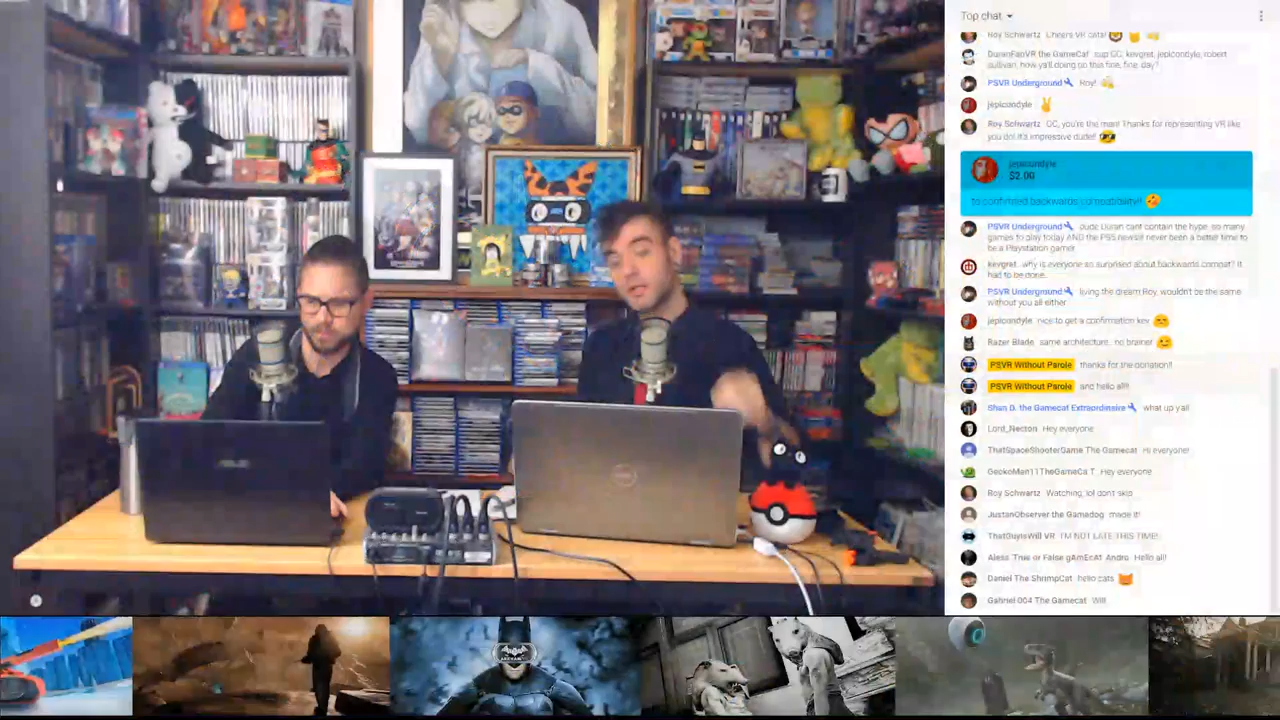 Top chat
Roy Schwartz Cheers VR cats!
DuranFanVR the GameCat sup GC, kevgret, jepicondyle, robert
sullivan, how ya'll doing on this fine, fine, day?
PSVR Underground Roy!
jepicondyle
Roy Schwartz GC, you're the man! Thanks for representing VR like
you do! it's impressive dude!!
jepicondyle
$2.00
to confirmed backwards compatibility!!
PSVR Underground dude Duran cant contain the hype, so many
games to play today AND the PS5 news!! never been a better time to
be a Playstation gamer
kevgret why is everyone so surprised about backwards compat? It
had to be done.
PSVR Underground living the dream Roy, wouldn't be the same
without you all either
jepicondyle nice to get a confirmation kev
Razer Blade same architecture.. no brainer
PSVR Without Parole thanks for the donation!!
PSVR Without Parole and hello all!!
Shan D. the Gamecat Extraordinaire what up y'all
Lord_Necton Hey everyone
ThatSpaceShooterGame The Gamecat Hi everyone!
GeckoMan11TheGameCa T Hey everyone
Roy Schwartz Watching, lol don't skip
JustanObserver the Gamedog made it!
ThatGuyIsWill VR I'M NOT LATE THIS TIME!
Aless 'True or False' gAmEcAt Andro Hello all!
Daniel The ShrimpCat hello cats
Gabriel 004 The Gamecat Will
ASUS
DELL
ARKHAM